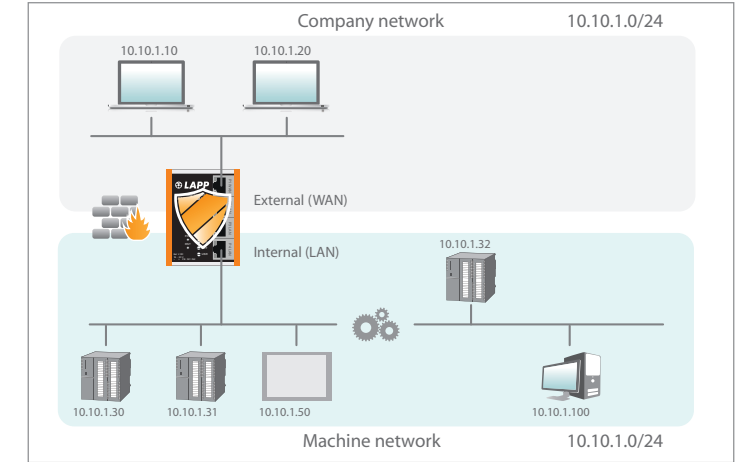 Company network 10.10.1.0/24
10.10.1.10 10.10.1.20
LAPP
External (WAN)
Internal (LAN)
10.10.1.32
10.10.1.30 10.10.1.31 10.10.1.50 10.10.1.100
Machine network 10.10.1.0/24